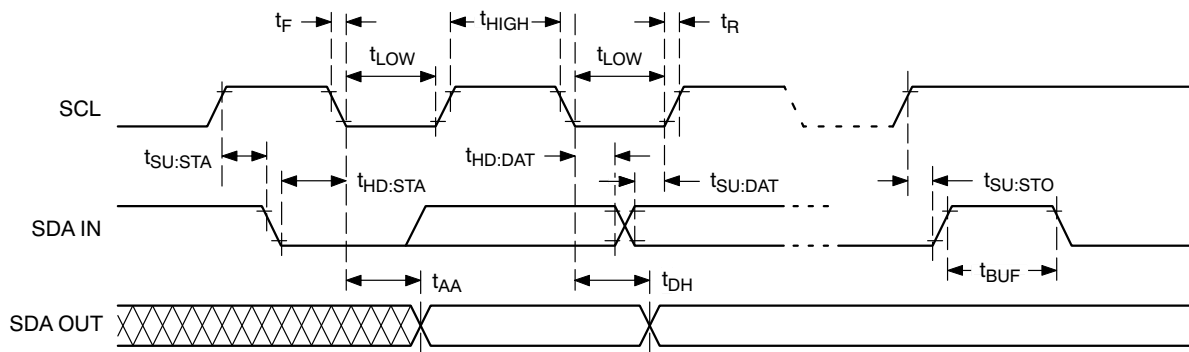 tF
tHIGH
tR
tLOW
tLOW
SCL
tSU:STA
tHD:STA
tHD:DAT
tSU:DAT
tSU:STO
SDA IN
tAA
tDH
tBUF
SDA OUT